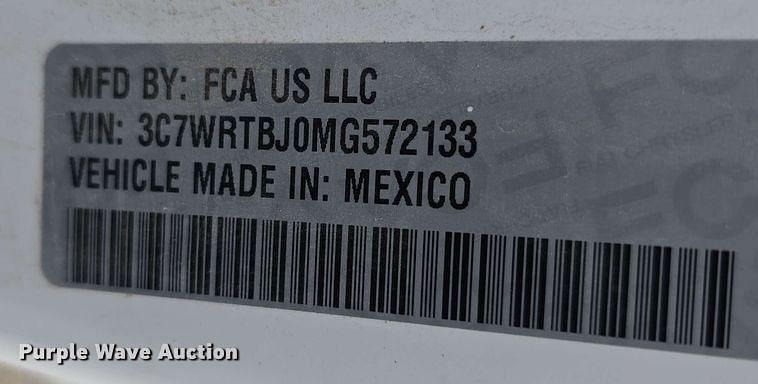 MFD BY: FCA US LLC
VIN: 3C7WRTBJ0MG572133
VEHICLE MADE IN: MEXICO
Purple Wave Auction